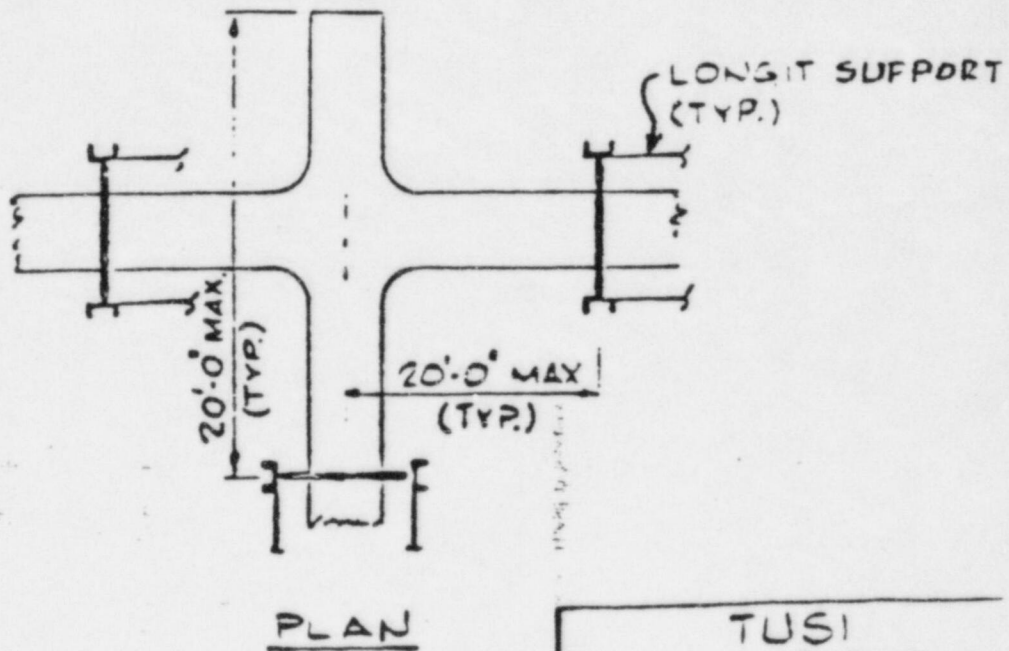 LONGIT SUPPORT
(TYP.)
20'-0" MAX.
(TYP.)
20'-0" MAX
(TYP.)
PLAN
TUSI